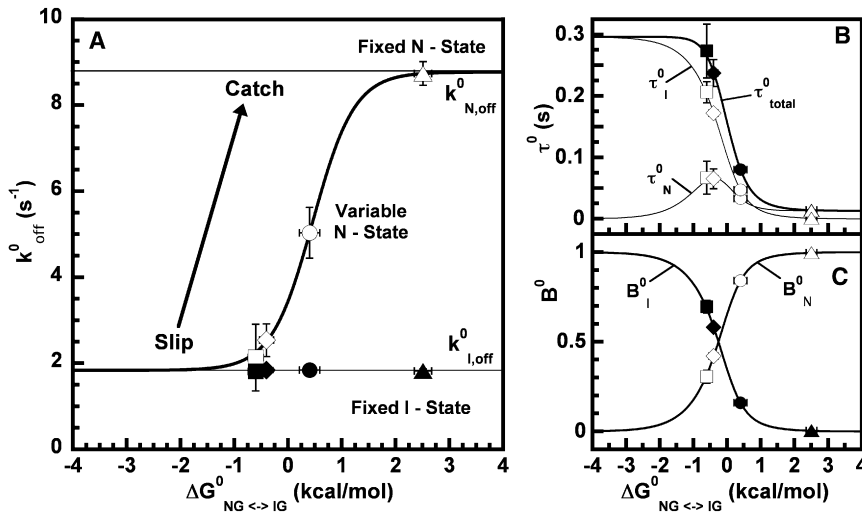 A
Fixed N - State
Catch
k⁰N,off
Variable
N - State
Slip
k⁰I,off
Fixed I - State
k⁰off (s⁻¹)
10
8
6
4
2
0
-4 -3 -2 -1 0 1 2 3 4
ΔG⁰NG <-> IG (kcal/mol)
B
τ⁰I
τ⁰total
τ⁰N
τ⁰ (s)
0.3
0.2
0.1
0
C
B⁰I
B⁰N
B⁰
1
0.5
0
-4 -3 -2 -1 0 1 2 3 4
ΔG⁰NG <-> IG (kcal/mol)